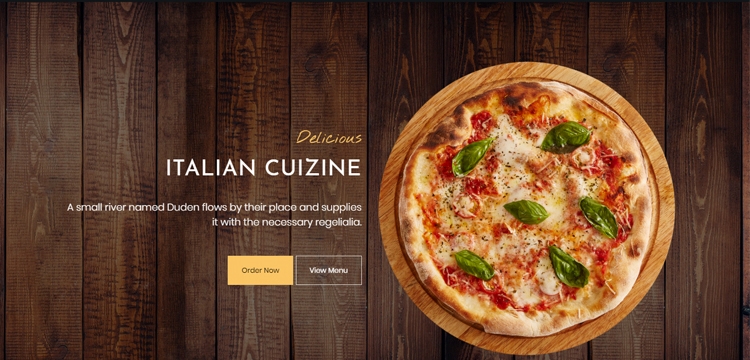 Delicious
ITALIAN CUIZINE
A small river named Duden flows by their place and supplies
it with the necessary regelialia.
Order Now View Menu